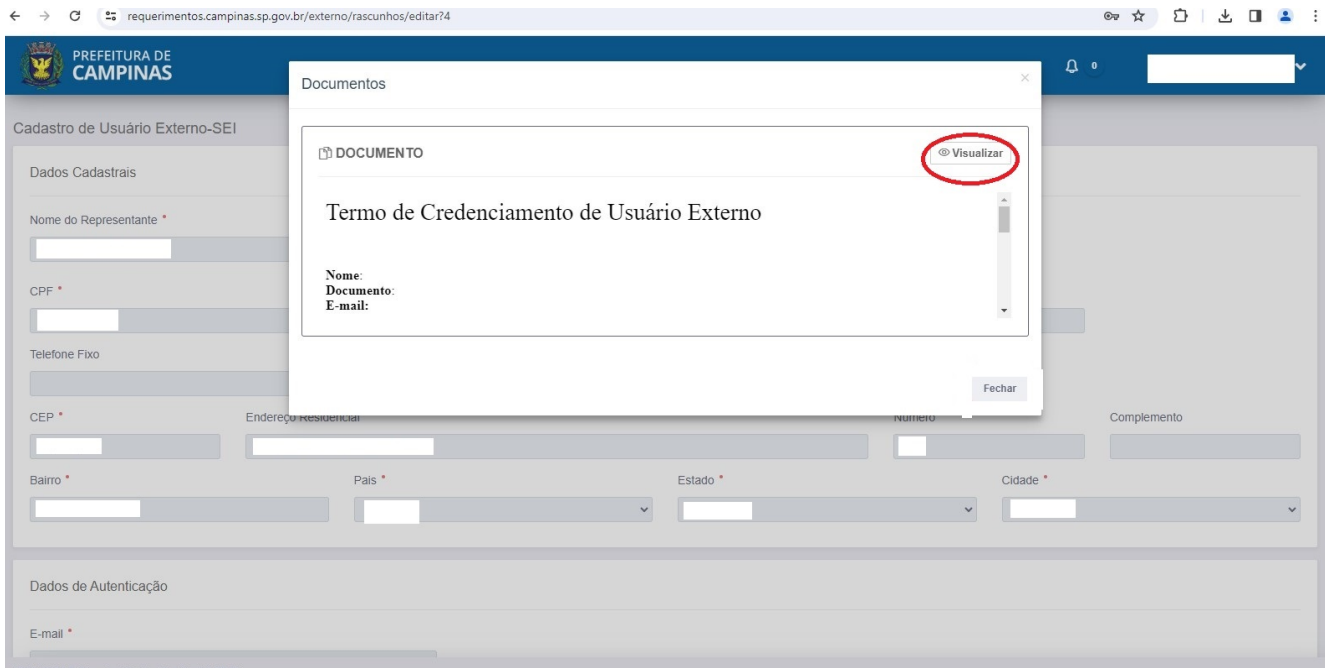 requerimentos.campinas.sp.gov.br/externo/rascunhos/editar?4
PREFEITURA DE
CAMPINAS
0
Documentos
×
Cadastro de Usuário Externo-SEI
DOCUMENTO
Visualizar
Dados Cadastrais
Termo de Credenciamento de Usuário Externo
Nome do Representante *
Nome:
Documento:
E-mail:
CPF *
Telefone Fixo
Fechar
CEP * Endereço Residencial Número Complemento
Bairro * Pais * Estado * Cidade *
Dados de Autenticação
E-mail *